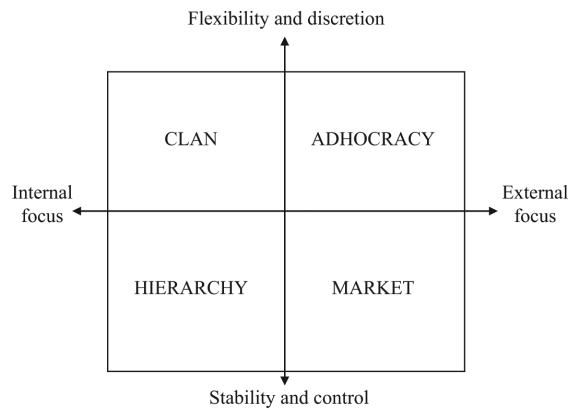 Flexibility and discretion
CLAN
ADHOCRACY
Internal
focus
External
focus
HIERARCHY
MARKET
Stability and control